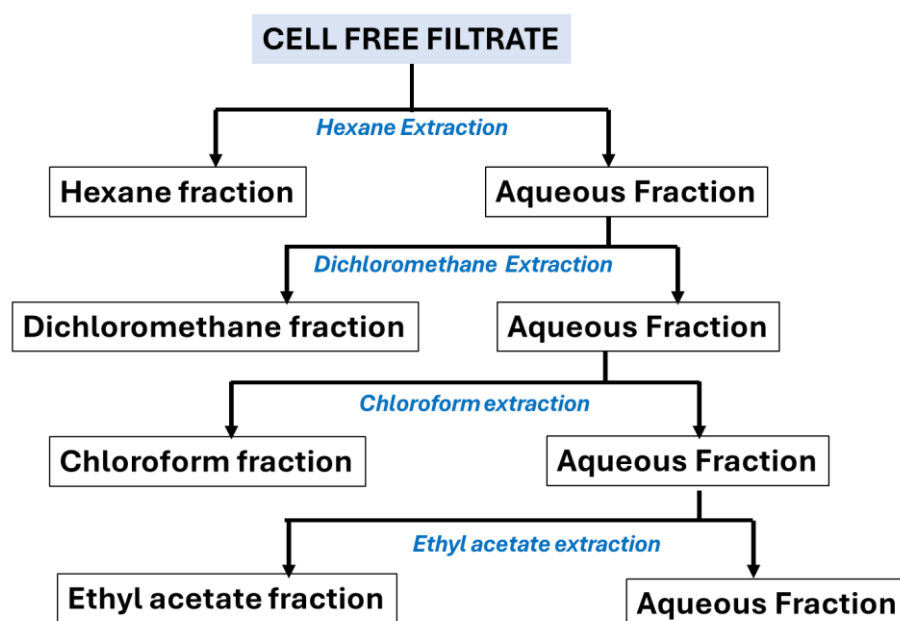 CELL FREE FILTRATE
Hexane Extraction
Hexane fraction
Aqueous Fraction
Dichloromethane Extraction
Dichloromethane fraction
Aqueous Fraction
Chloroform extraction
Chloroform fraction
Aqueous Fraction
Ethyl acetate extraction
Ethyl acetate fraction
Aqueous Fraction